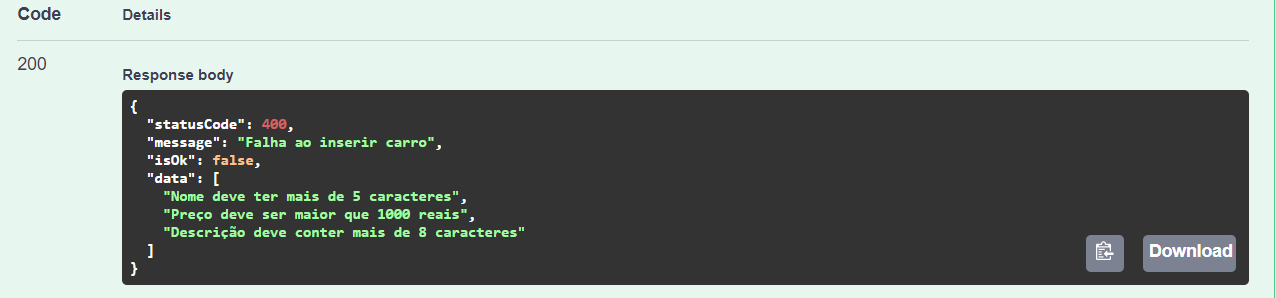 Code Details
200
Response body
{
"statusCode": 400,
"message": "Falha ao inserir carro",
"isOk": false,
"data": [
"Nome deve ter mais de 5 caracteres",
"Preço deve ser maior que 1000 reais",
"Descrição deve conter mais de 8 caracteres"
]
}
Download